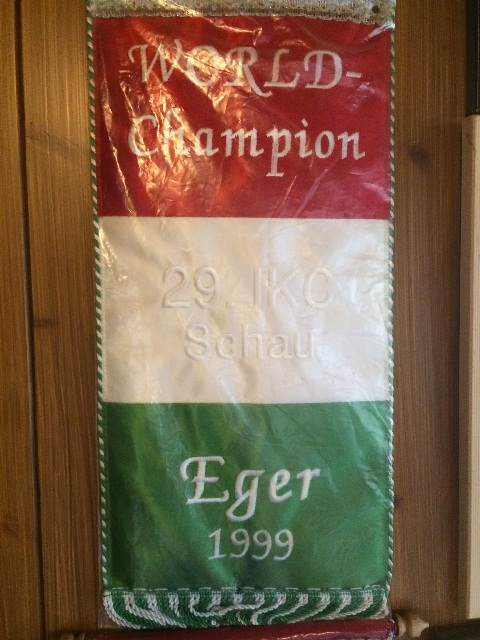 WORLD-
Champion
29. IKC
Schau
Eger
1999